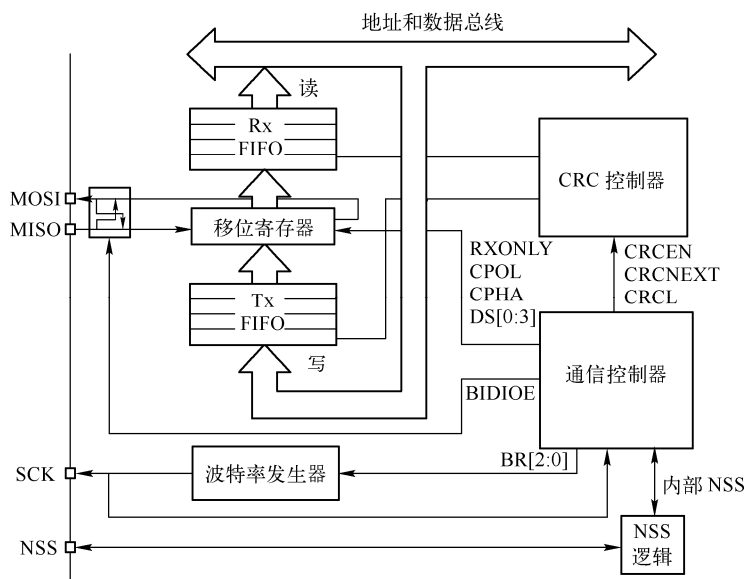 地址和数据总线
读
Rx
FIFO
CRC 控制器
MOSI
MISO
移位寄存器
RXONLY
CPOL
CPHA
DS[0:3]
CRCEN
CRCNEXT
CRCL
Tx
FIFO
写
通信控制器
BIDIOE
BR[2:0]
SCK
波特率发生器
内部 NSS
NSS
NSS
逻辑